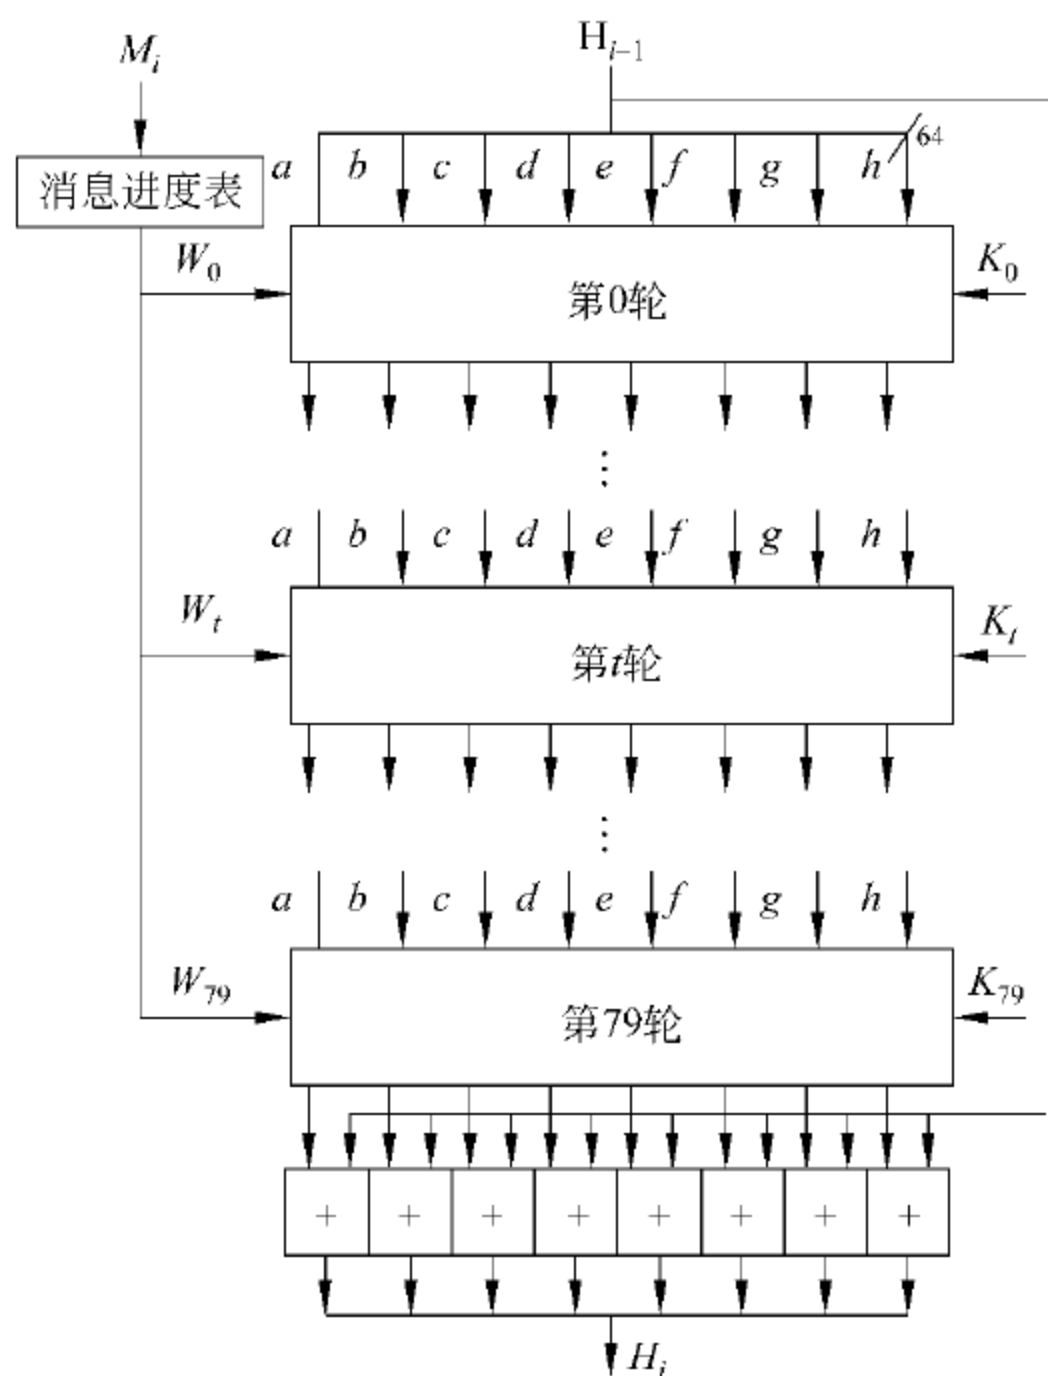 M_i
H_{i-1}
a b c d e f g h 64
消息进度表
W_0 K_0
第0轮
⋮
a b c d e f g h
W_t K_t
第t轮
⋮
a b c d e f g h
W_79 K_79
第79轮
+ + + + + + + +
H_i